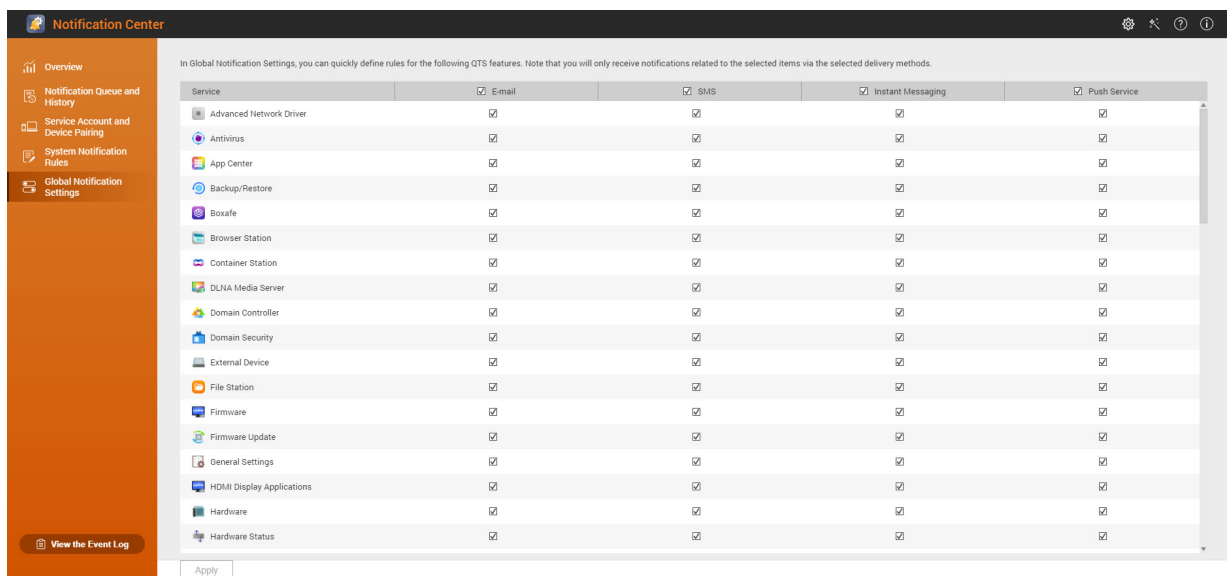 Notification Center
Overview
Notification Queue and
History
Service Account and
Device Pairing
System Notification
Rules
Global Notification
Settings
View the Event Log
In Global Notification Settings, you can quickly define rules for the following QTS features. Note that you will only receive notifications related to the selected items via the selected delivery methods.
Service E-mail SMS Instant Messaging Push Service
Advanced Network Driver
Antivirus
App Center
Backup/Restore
Boxafe
Browser Station
Container Station
DLNA Media Server
Domain Controller
Domain Security
External Device
File Station
Firmware
Firmware Update
General Settings
HDMI Display Applications
Hardware
Hardware Status
Apply